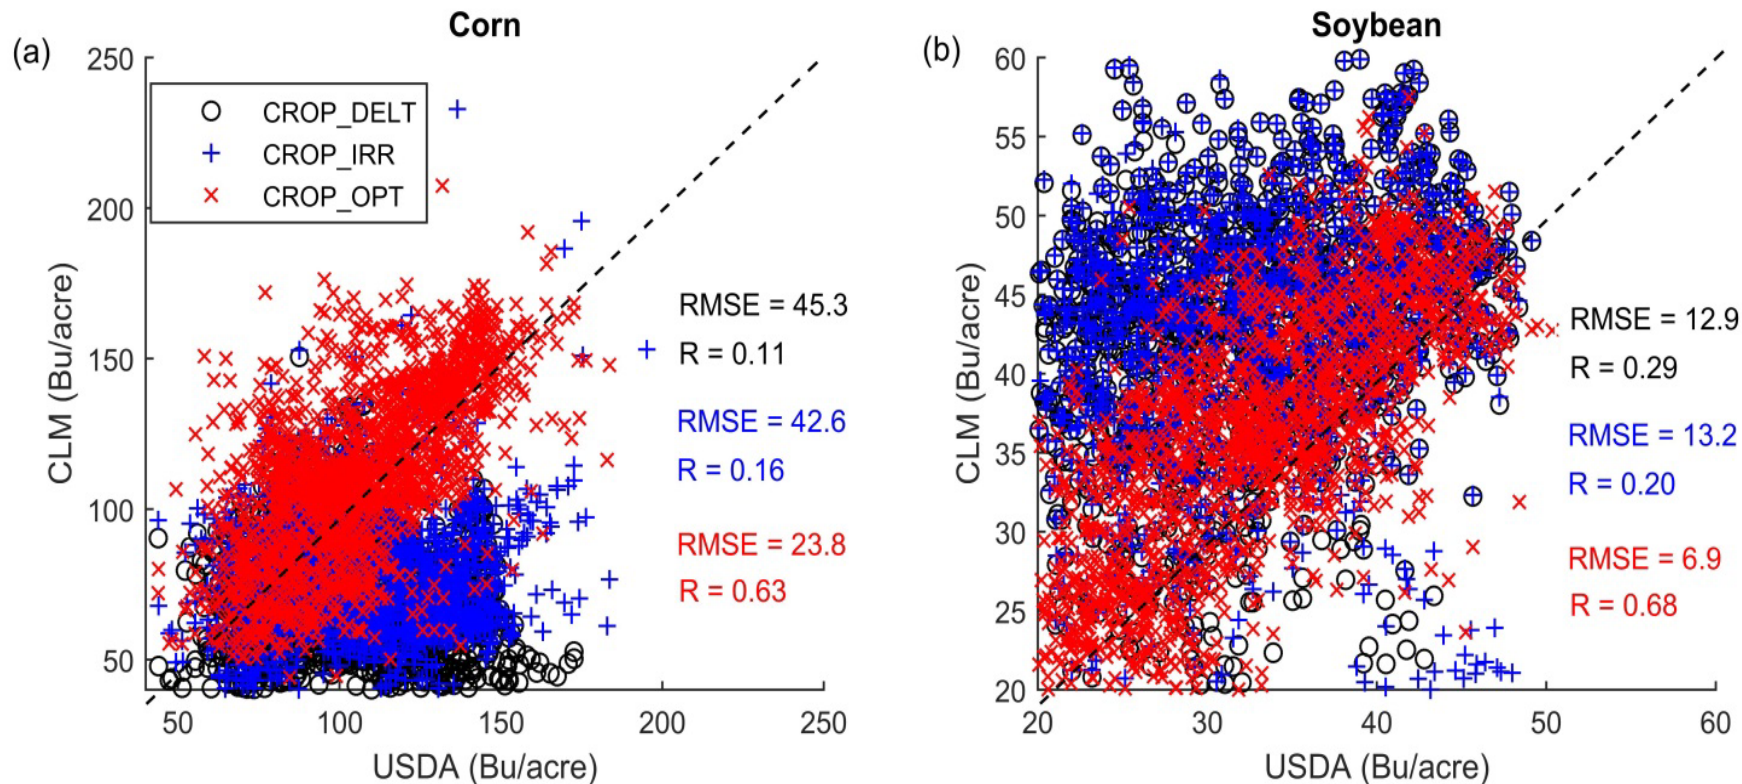 Corn
(a)
250
200
150
100
50
CROP_DELT
CROP_IRR
CROP_OPT
RMSE = 45.3
R = 0.11
RMSE = 42.6
R = 0.16
RMSE = 23.8
R = 0.63
CLM (Bu/acre)
50 100 150 200 250
USDA (Bu/acre)
Soybean
(b)
60
55
50
45
40
35
30
25
20
RMSE = 12.9
R = 0.29
RMSE = 13.2
R = 0.20
RMSE = 6.9
R = 0.68
CLM (Bu/acre)
20 30 40 50 60
USDA (Bu/acre)